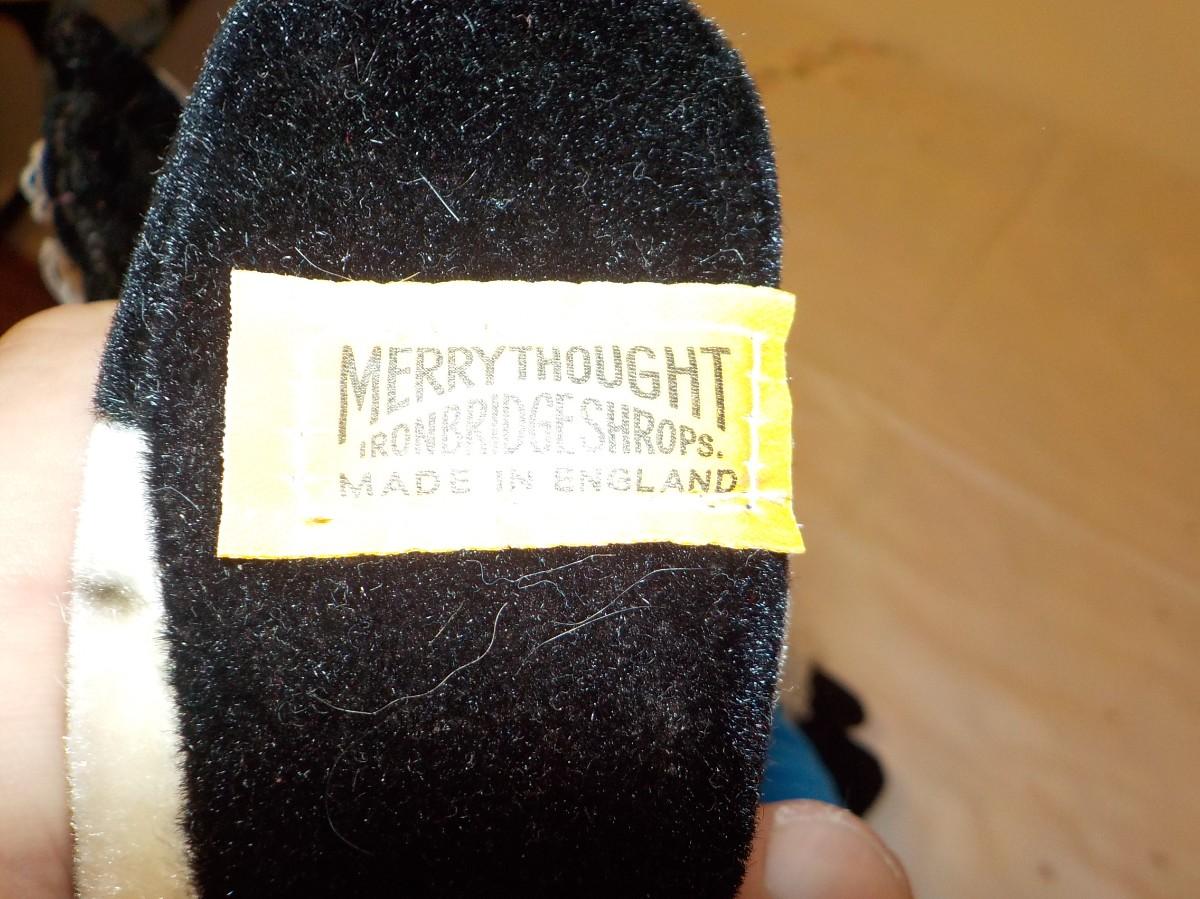 MERRYTHOUGHT
IRONBRIDGE SHROPS.
MADE IN ENGLAND